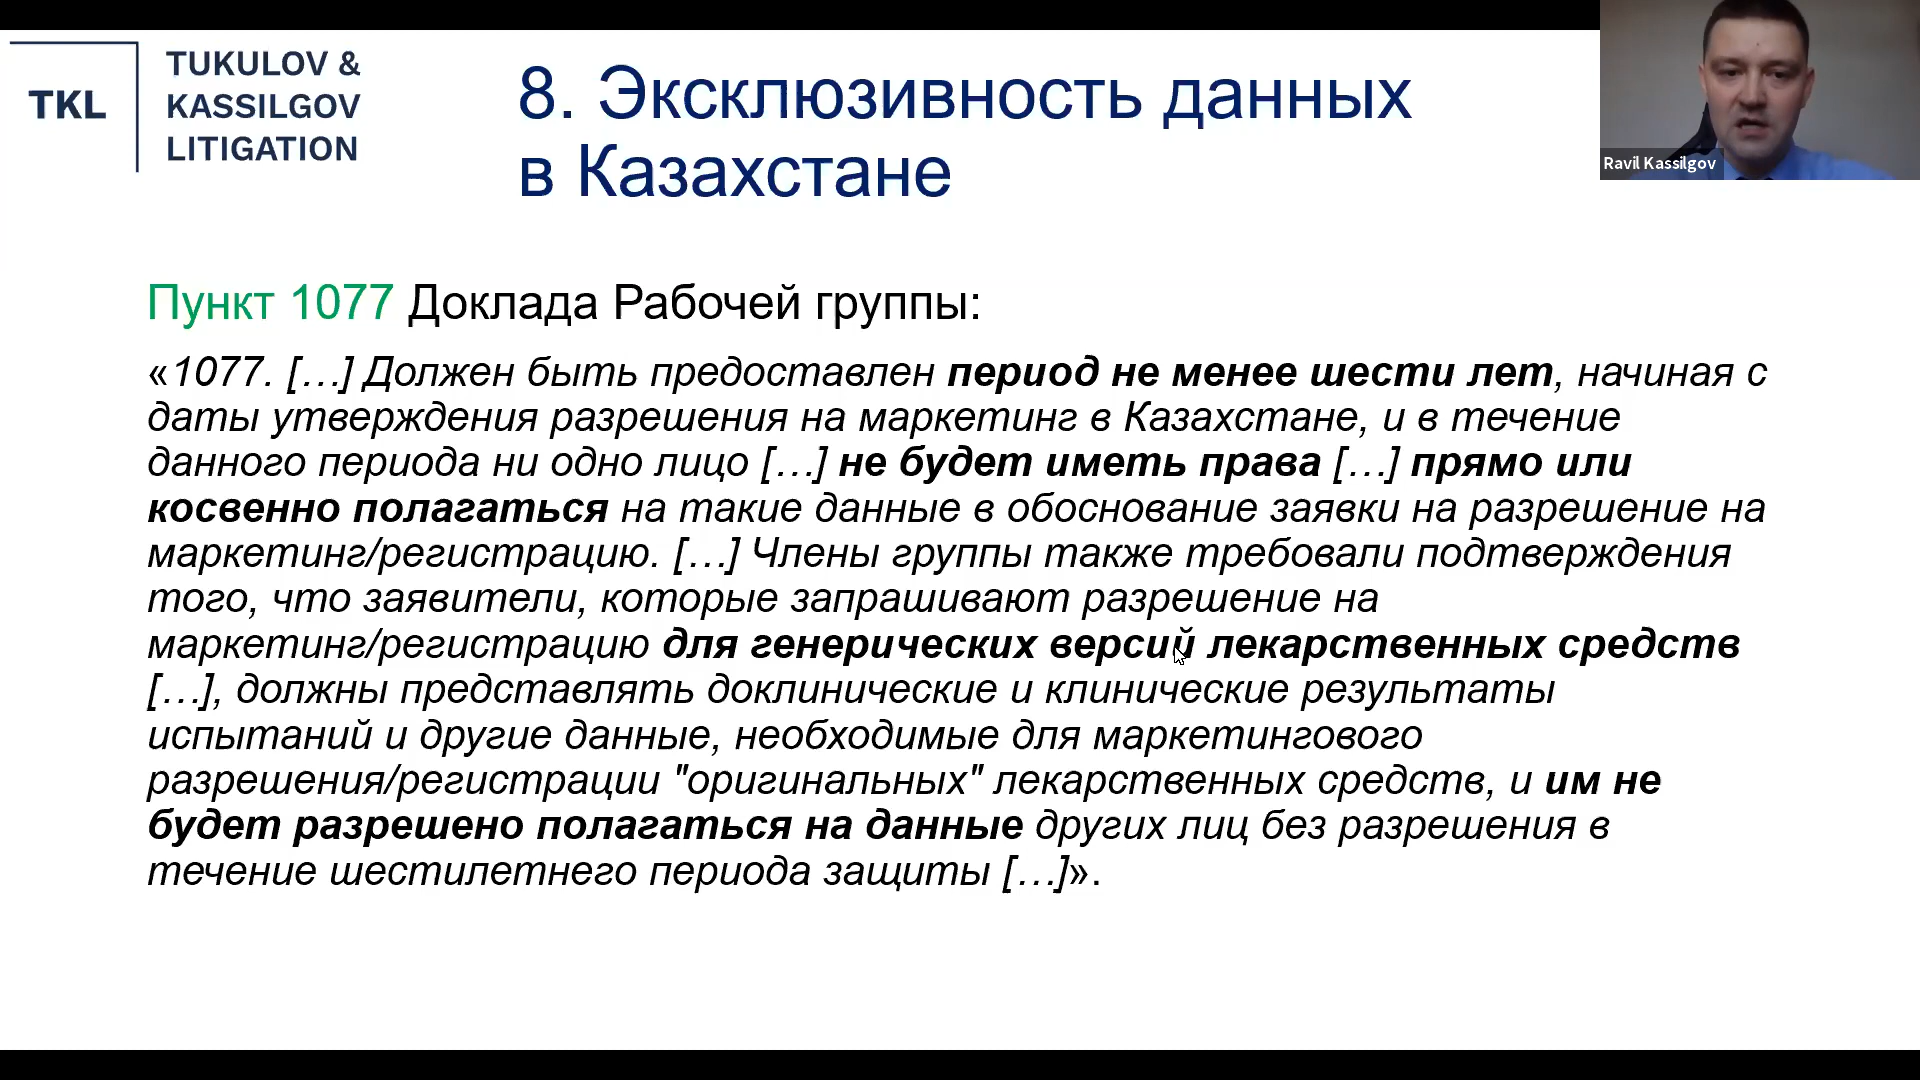 TKL
TUKULOV &
KASSILGOV
LITIGATION
8. Эксклюзивность данных
в Казахстане
Ravil Kassilgov
Пункт 1077 Доклада Рабочей группы:
«1077. […] Должен быть предоставлен период не менее шести лет, начиная с
даты утверждения разрешения на маркетинг в Казахстане, и в течение
данного периода ни одно лицо […] не будет иметь права […] прямо или
косвенно полагаться на такие данные в обоснование заявки на разрешение на
маркетинг/регистрацию. […] Члены группы также требовали подтверждения
того, что заявители, которые запрашивают разрешение на
маркетинг/регистрацию для генерических версий лекарственных средств
[…], должны представлять доклинические и клинические результаты
испытаний и другие данные, необходимые для маркетингового
разрешения/регистрации "оригинальных" лекарственных средств, и им не
будет разрешено полагаться на данные других лиц без разрешения в
течение шестилетнего периода защиты […]».